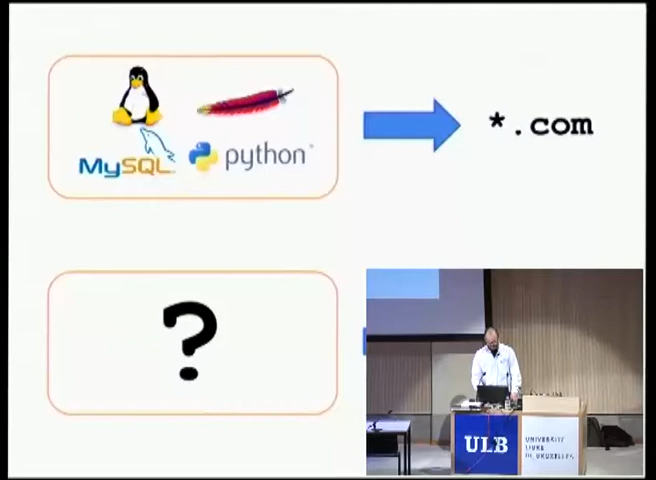 *.com
MySQL
python
?
ULB
UNIVERSITÉ
LIBRE
DE BRUXELLES